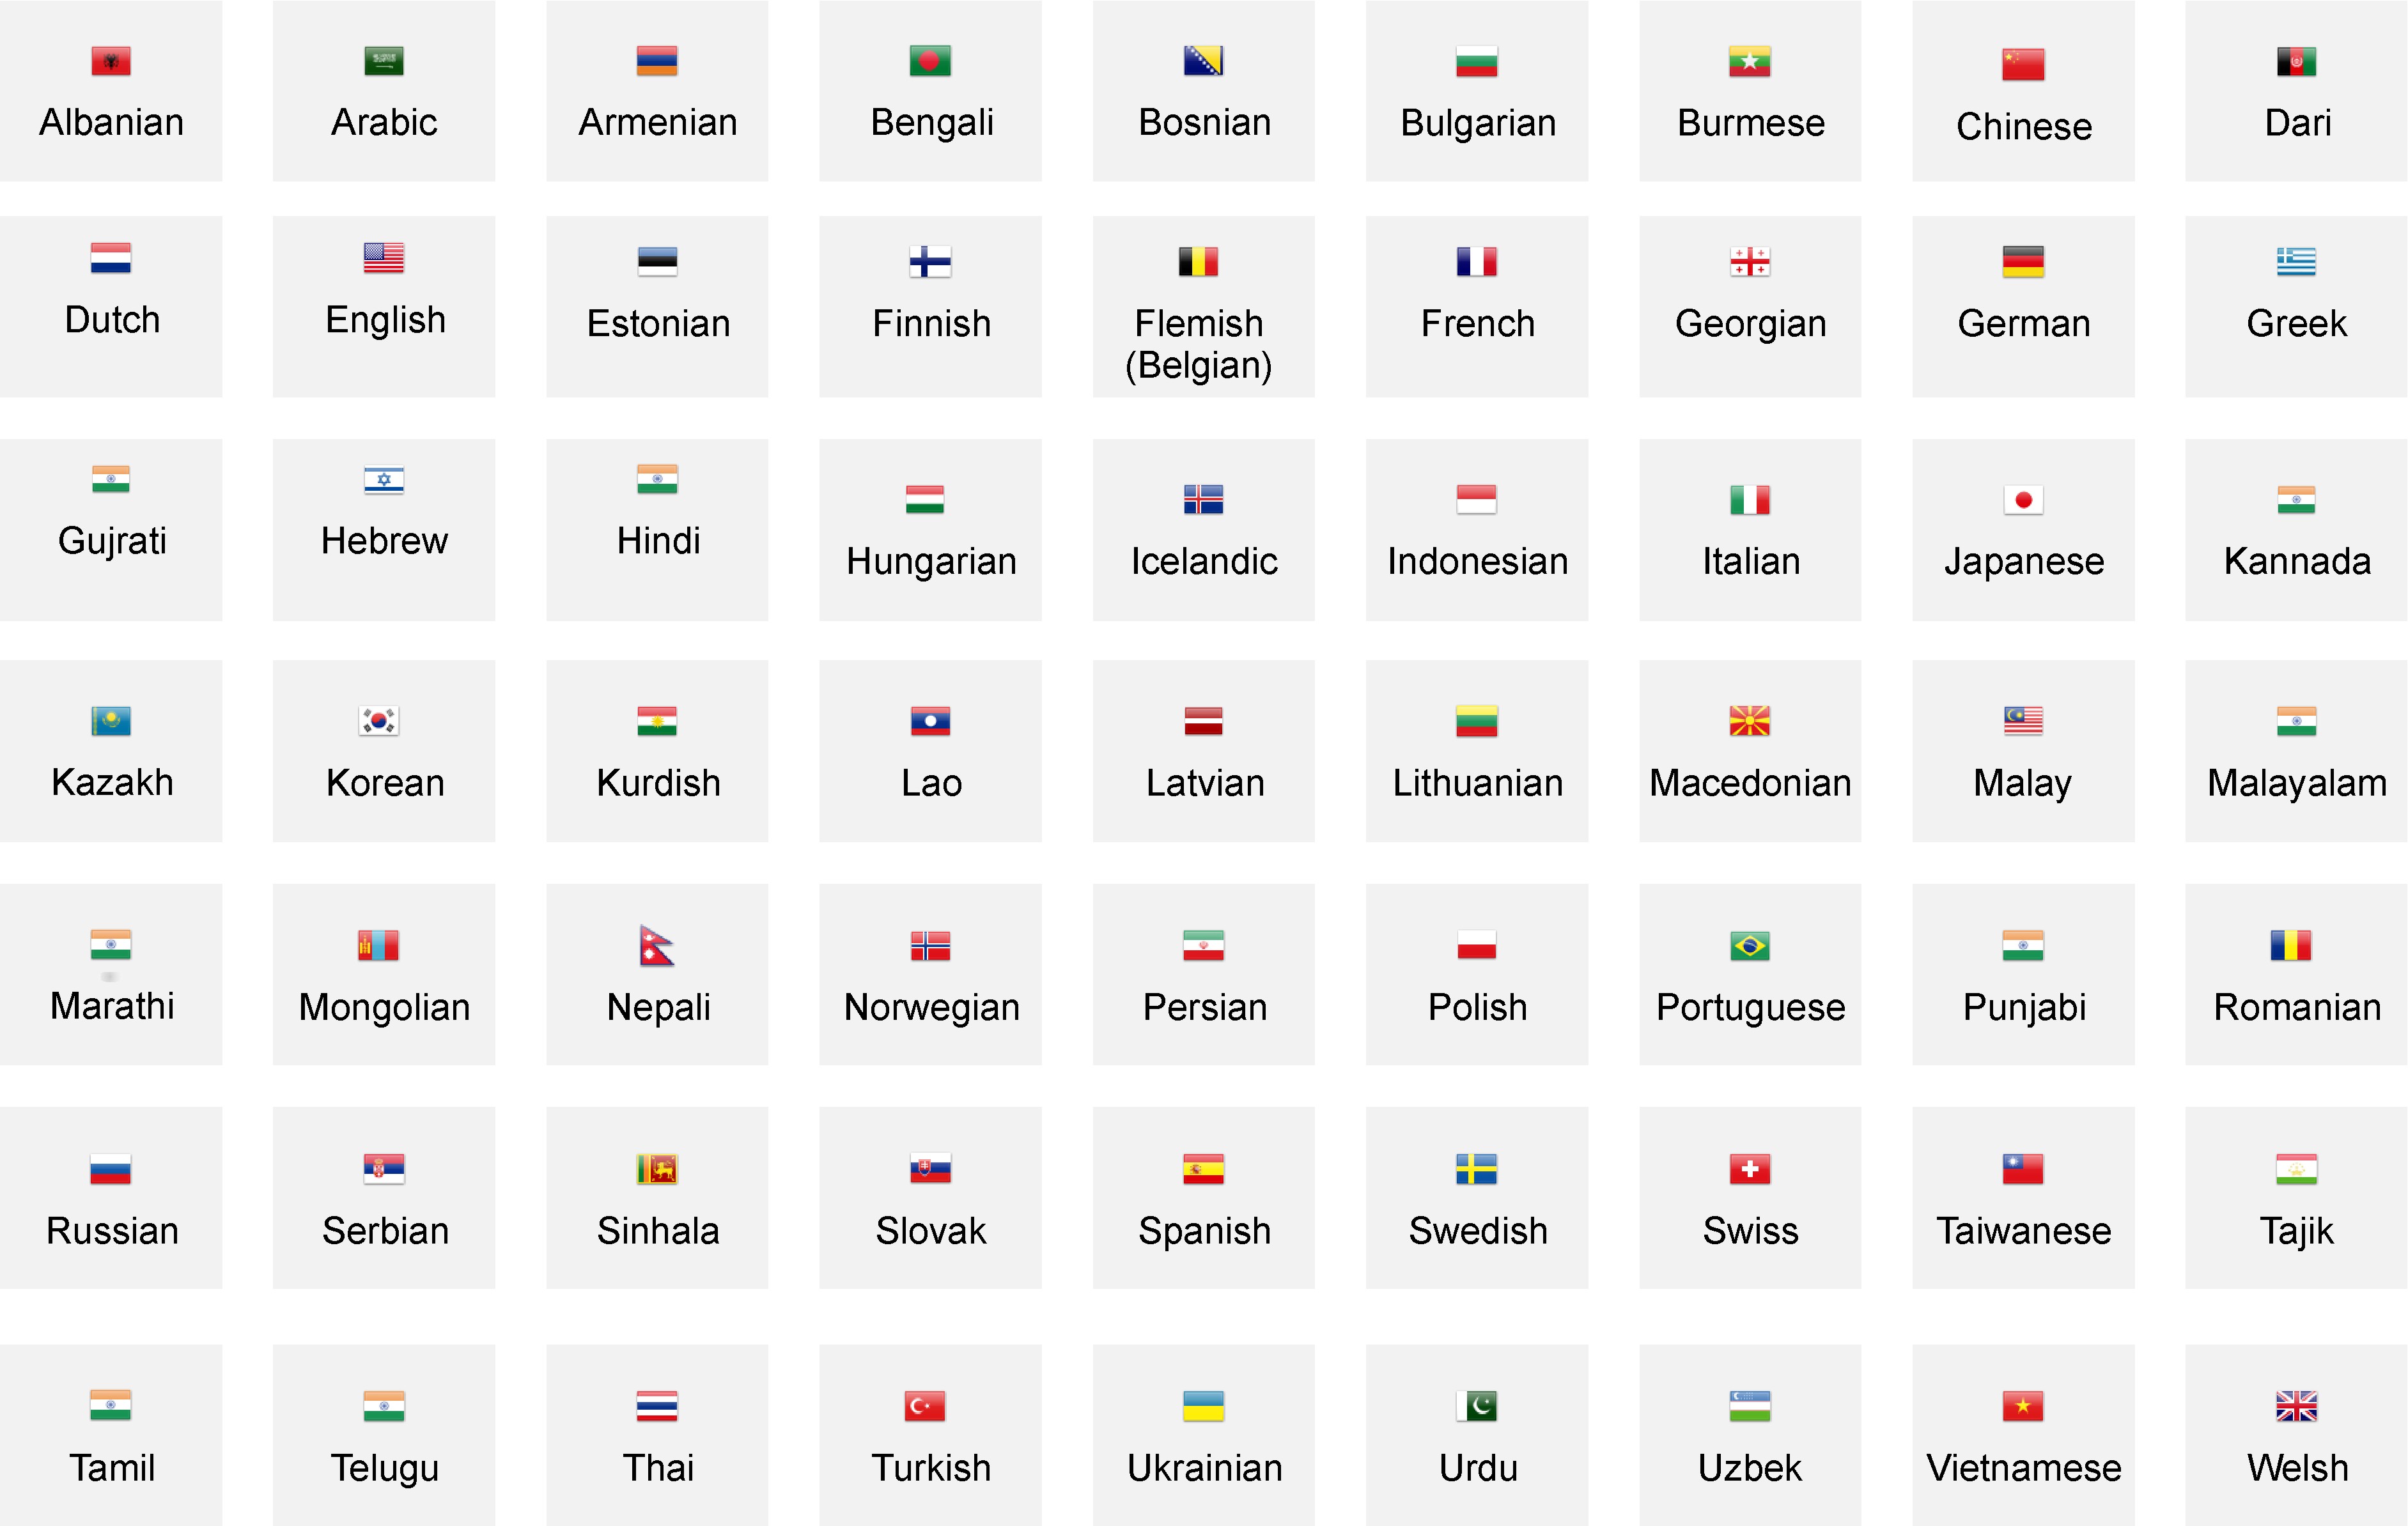 Albanian
Arabic
Armenian
Bengali
Bosnian
Bulgarian
Burmese
Chinese
Dari
Dutch
English
Estonian
Finnish
Flemish
(Belgian)
French
Georgian
German
Greek
Gujrati
Hebrew
Hindi
Hungarian
Icelandic
Indonesian
Italian
Japanese
Kannada
Kazakh
Korean
Kurdish
Lao
Latvian
Lithuanian
Macedonian
Malay
Malayalam
Marathi
Mongolian
Nepali
Norwegian
Persian
Polish
Portuguese
Punjabi
Romanian
Russian
Serbian
Sinhala
Slovak
Spanish
Swedish
Swiss
Taiwanese
Tajik
Tamil
Telugu
Thai
Turkish
Ukrainian
Urdu
Uzbek
Vietnamese
Welsh